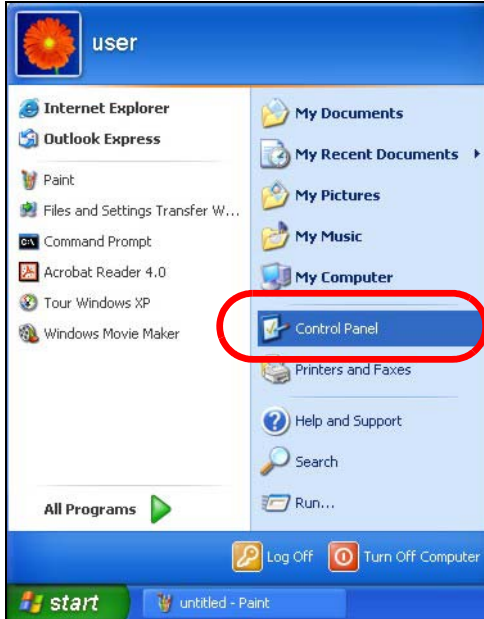 user
Internet Explorer
Outlook Express
Paint
Files and Settings Transfer W...
Command Prompt
Acrobat Reader 4.0
Tour Windows XP
Windows Movie Maker
All Programs
My Documents
My Recent Documents
My Pictures
My Music
My Computer
Control Panel
Printers and Faxes
Help and Support
Search
Run...
Log Off
Turn Off Computer
start
untitled - Paint